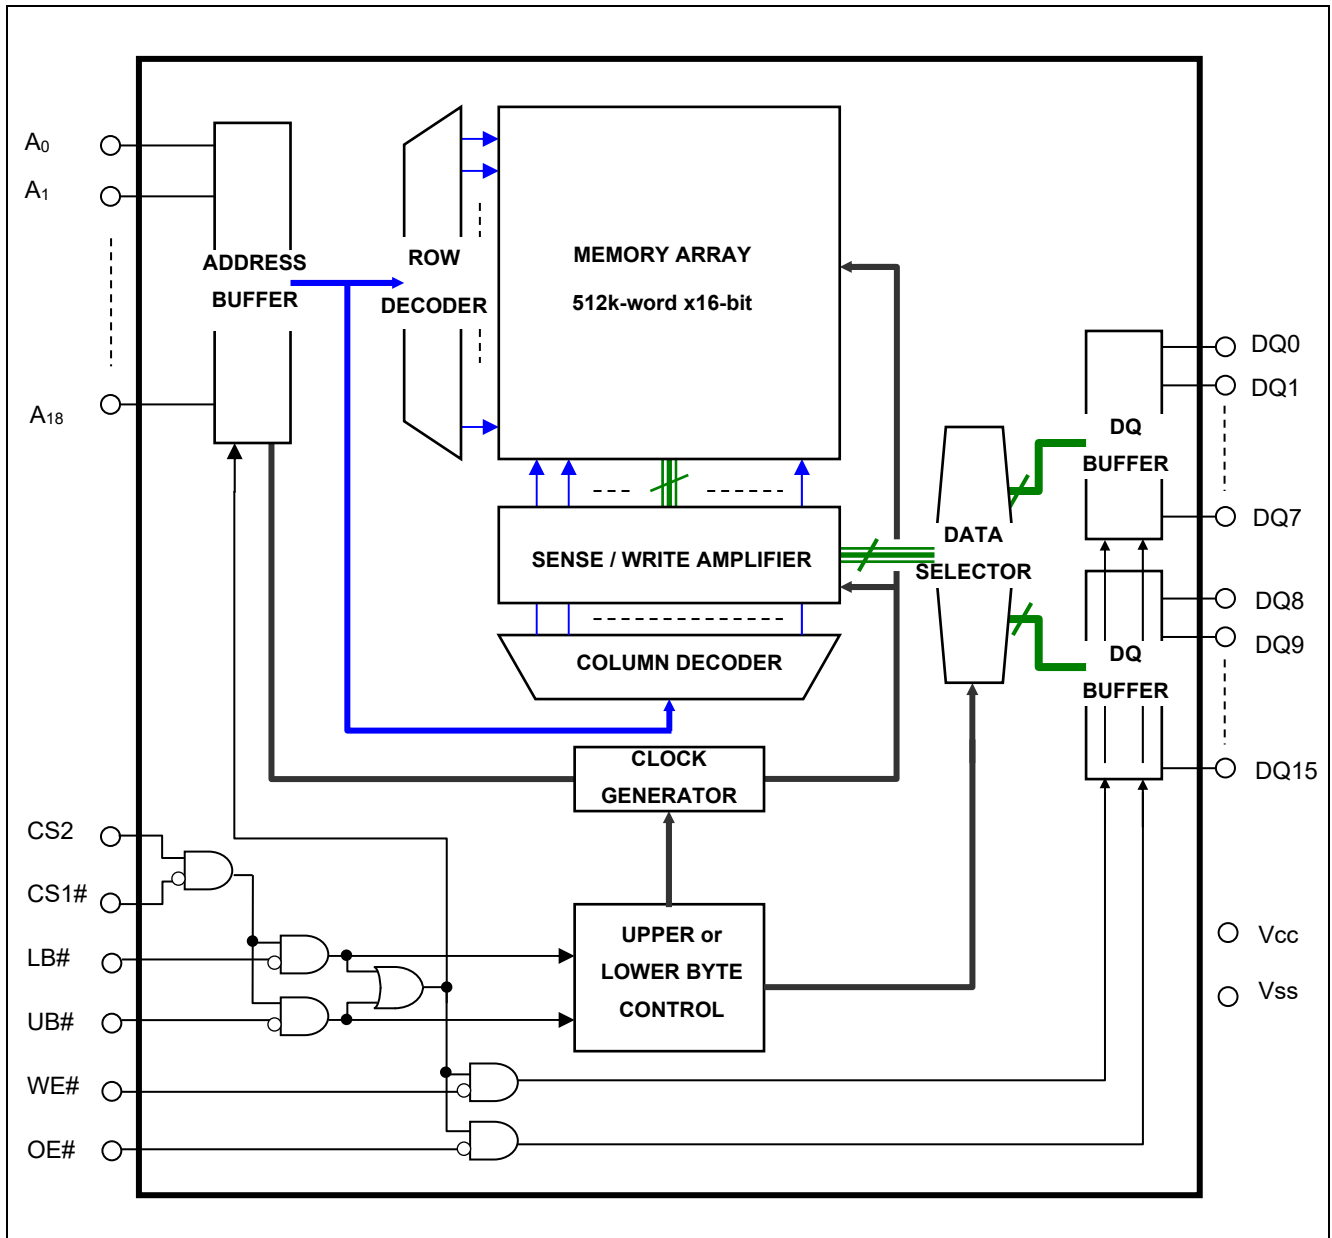 A0
A1
A18
ADDRESS
BUFFER
ROW
DECODER
MEMORY ARRAY
512k-word x16-bit
SENSE / WRITE AMPLIFIER
COLUMN DECODER
CLOCK
GENERATOR
DATA
SELECTOR
DQ
BUFFER
DQ
BUFFER
DQ0
DQ1
DQ7
DQ8
DQ9
DQ15
CS2
CS1#
LB#
UB#
WE#
OE#
UPPER or
LOWER BYTE
CONTROL
Vcc
Vss